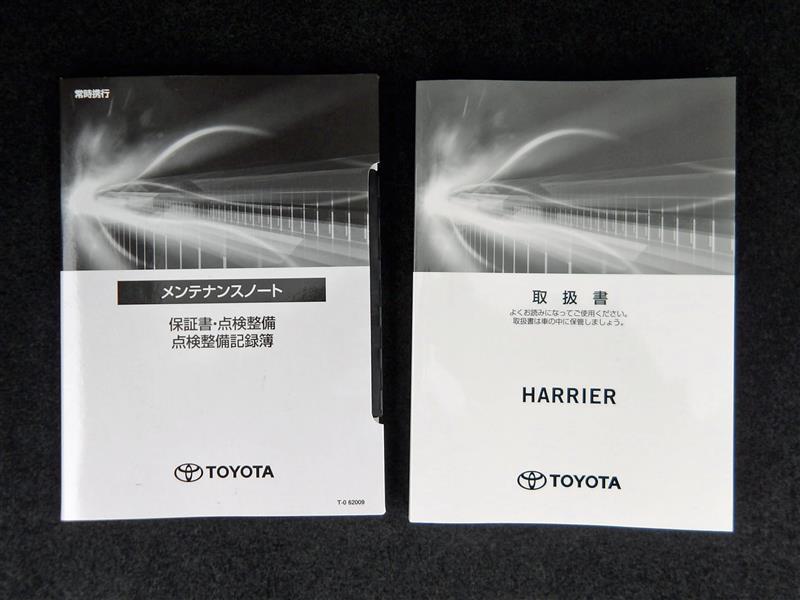 常時携行
メンテナンスノート
保証書・点検整備
点検整備記録簿
TOYOTA
T-0 62009
取扱書
よくお読みになってご使用ください。
取扱書は車の中に保管しましょう。
HARRIER
TOYOTA